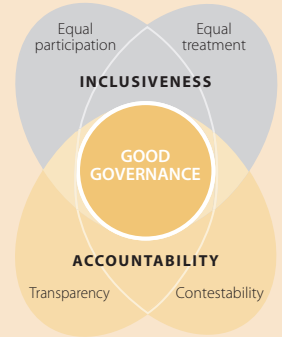 Equal participation
Equal treatment
INCLUSIVENESS
GOOD
GOVERNANCE
ACCOUNTABILITY
Transparency
Contestability